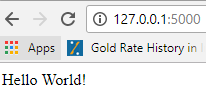 127.0.0.1:5000
Apps Gold Rate History in
Hello World!